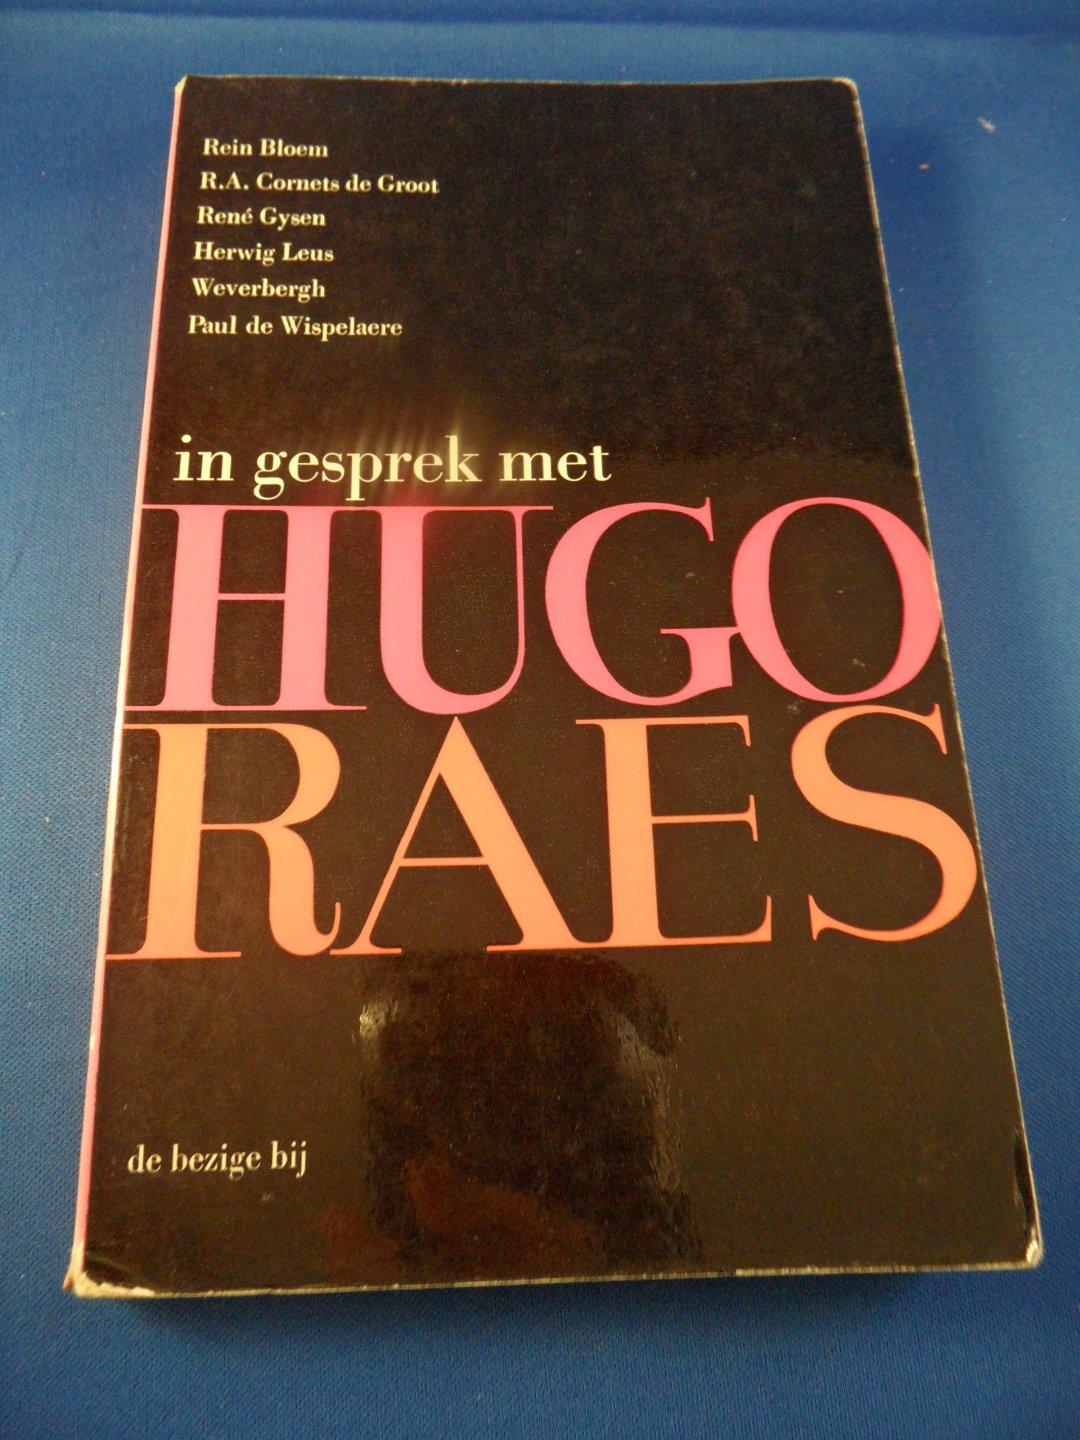 Rein Bloem
R.A. Cornets de Groot
René Gysen
Herwig Leus
Weverbergh
Paul de Wispelaere
in gesprek met
HUGO
RAES
de bezige bij